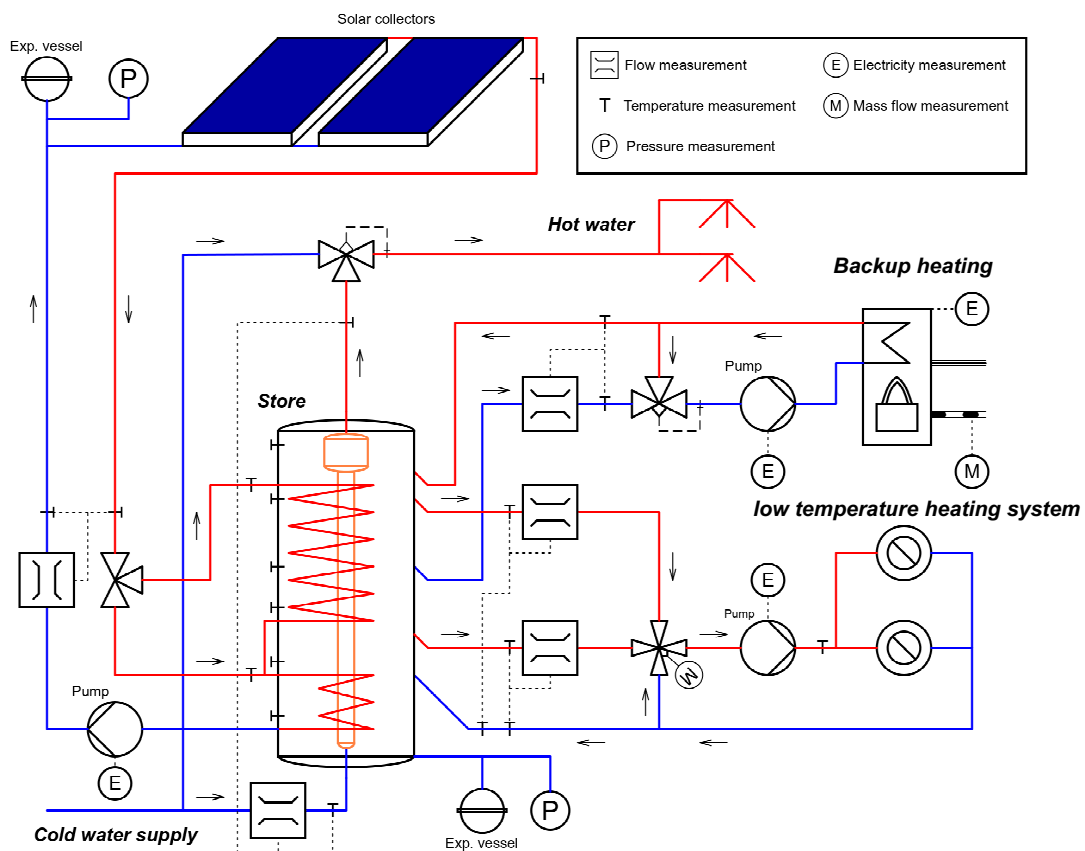 Solar collectors
Exp. vessel
P
Flow measurement
E Electricity measurement
T Temperature measurement
M Mass flow measurement
P Pressure measurement
Hot water
Backup heating
E
Pump
Store
E
M
low temperature heating system
E
Pump
M
Pump
E
P
Cold water supply
Exp. vessel